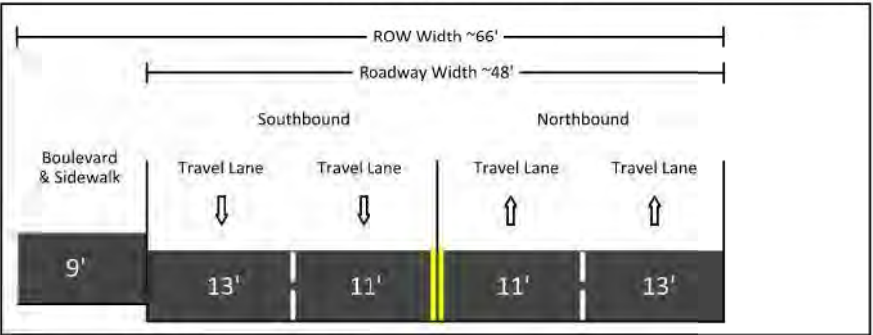 ROW Width ~66'
Roadway Width ~48'
Southbound
Northbound
Boulevard
& Sidewalk
Travel Lane
Travel Lane
Travel Lane
Travel Lane
9'
13'
11'
11'
13'